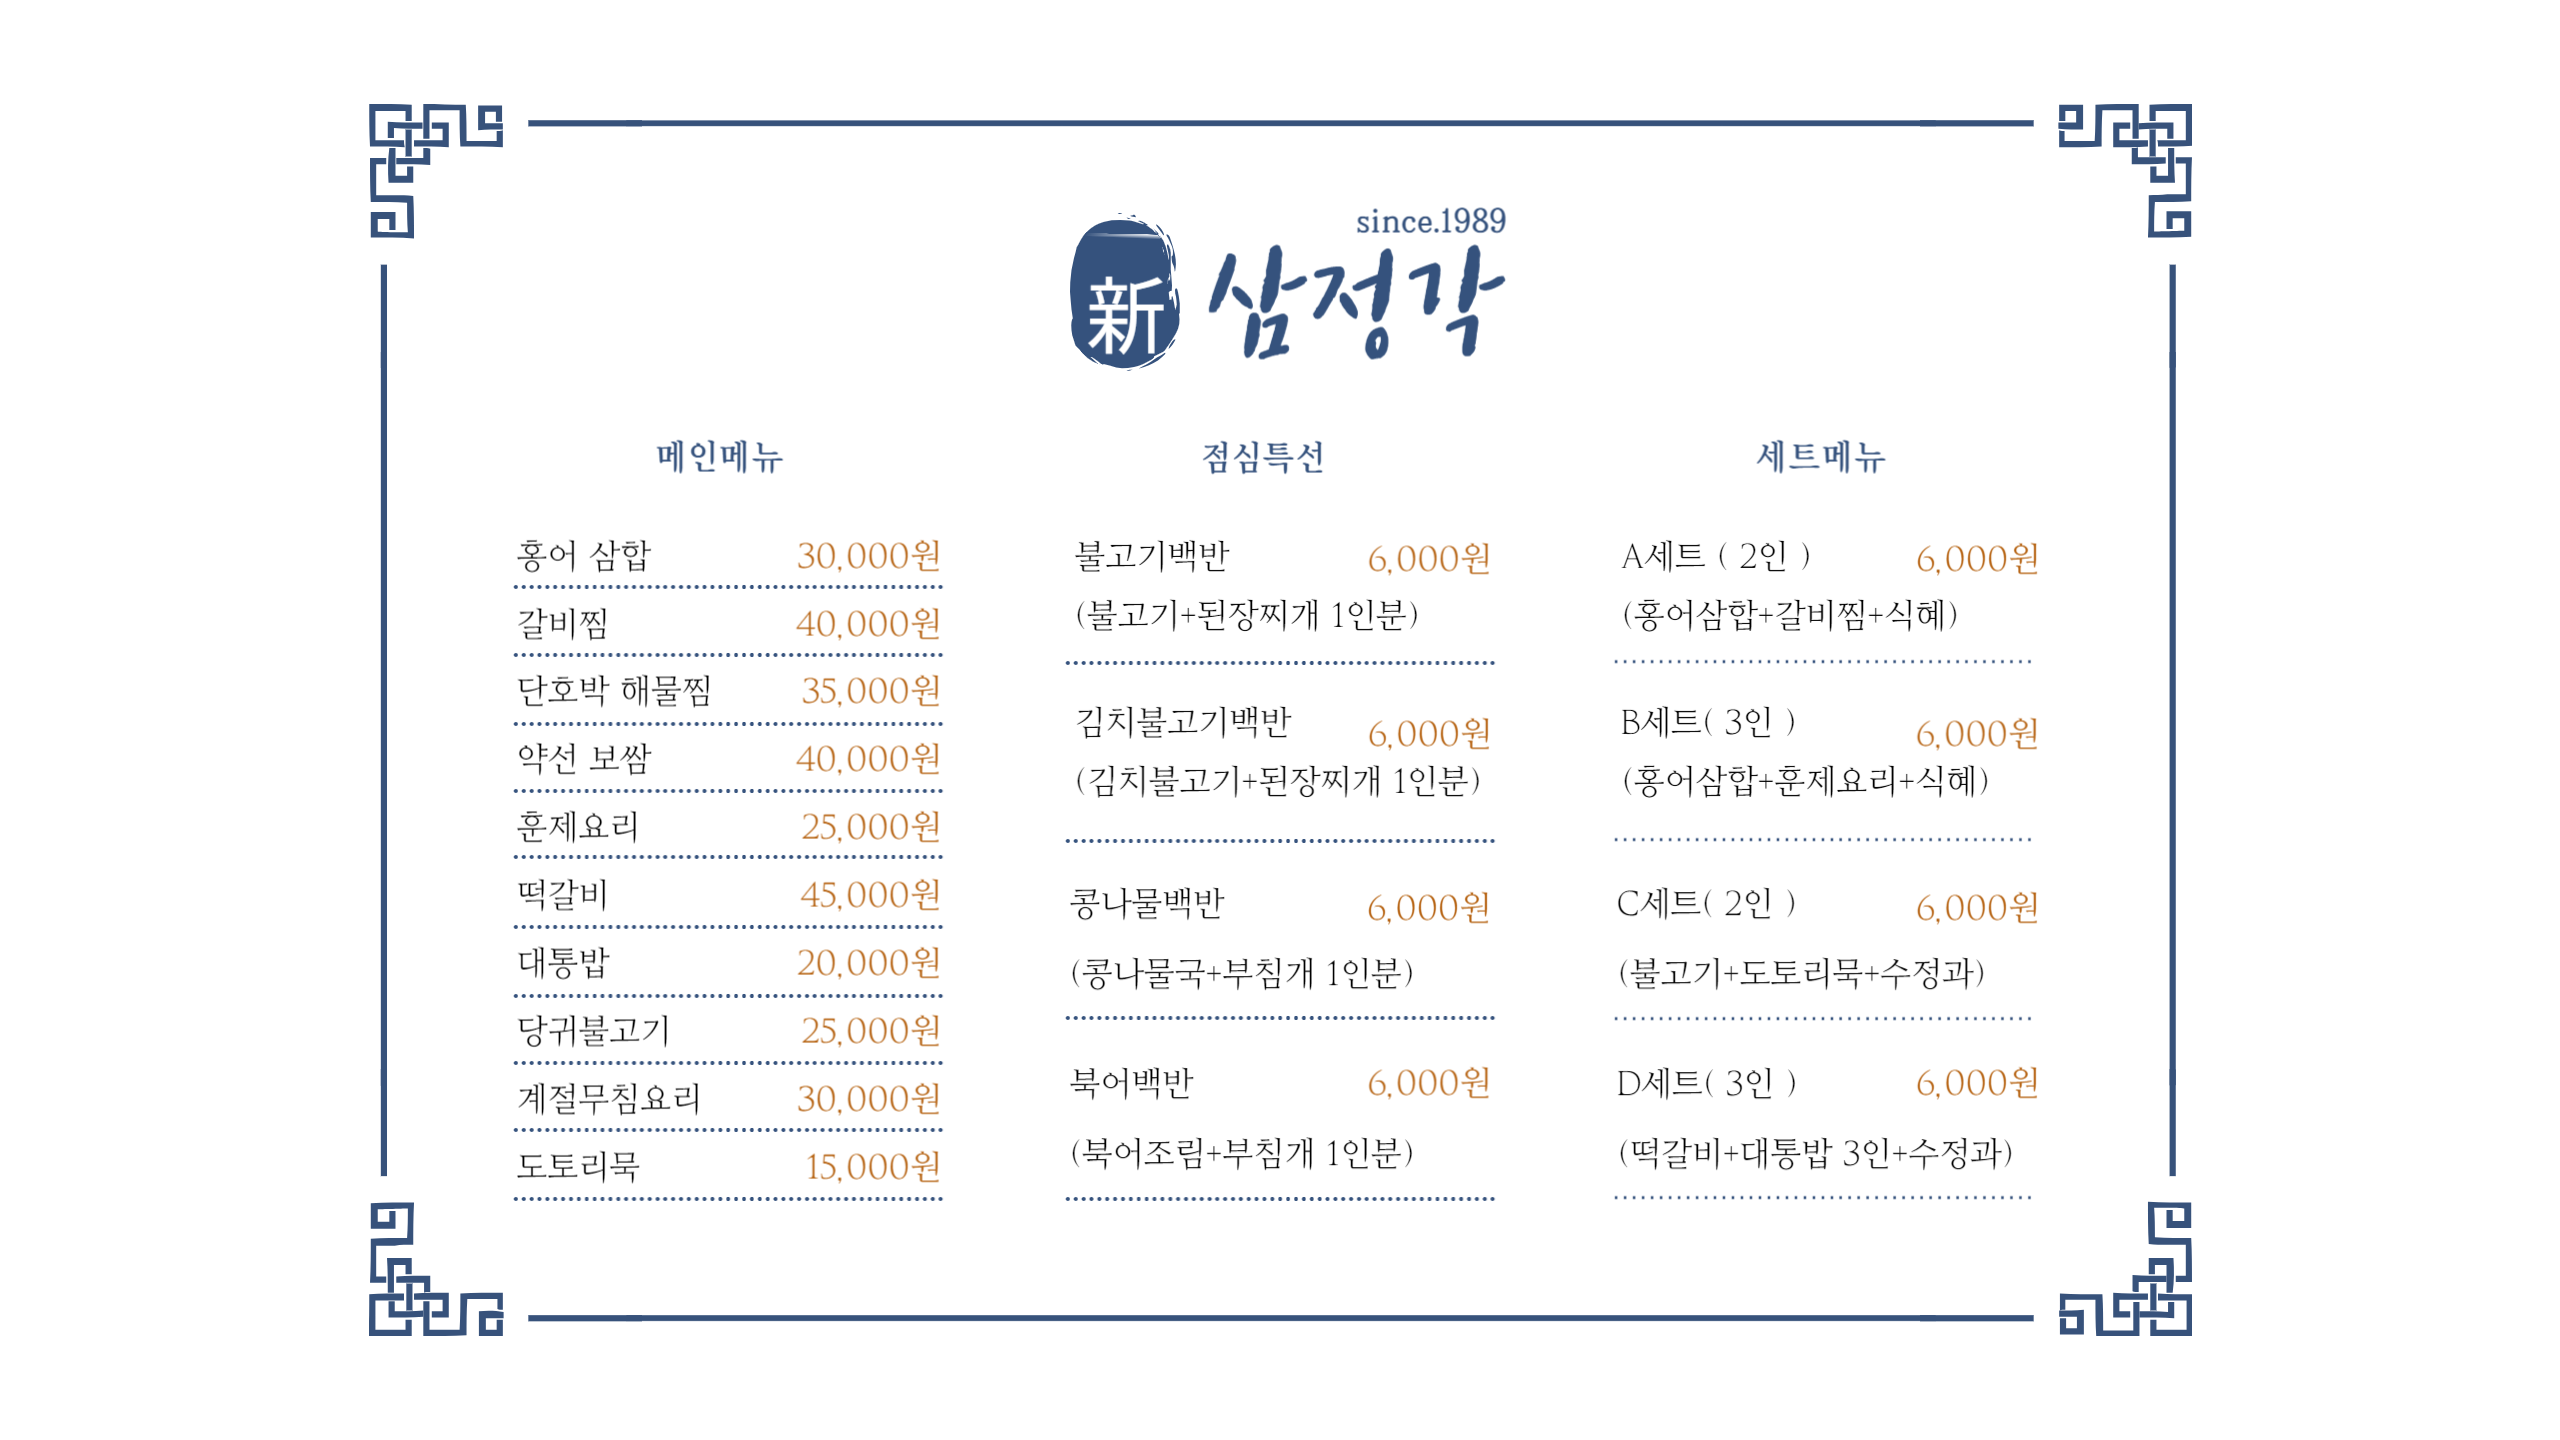 since.1989
新 삼정각
메인메뉴
홍어 삼합 30,000원
갈비찜 40,000원
단호박 해물찜 35,000원
약선 보쌈 40,000원
훈제요리 25,000원
떡갈비 45,000원
대통밥 20,000원
당귀불고기 25,000원
계절무침요리 30,000원
도토리묵 15,000원
점심특선
불고기백반 6,000원
(불고기+된장찌개 1인분)
김치불고기백반 6,000원
(김치불고기+된장찌개 1인분)
콩나물백반 6,000원
(콩나물국+부침개 1인분)
북어백반 6,000원
(북어조림+부침개 1인분)
세트메뉴
A세트 ( 2인 ) 6,000원
(홍어삼합+갈비찜+식혜)
B세트( 3인 ) 6,000원
(홍어삼합+훈제요리+식혜)
C세트( 2인 ) 6,000원
(불고기+도토리묵+수정과)
D세트( 3인 ) 6,000원
(떡갈비+대통밥 3인+수정과)